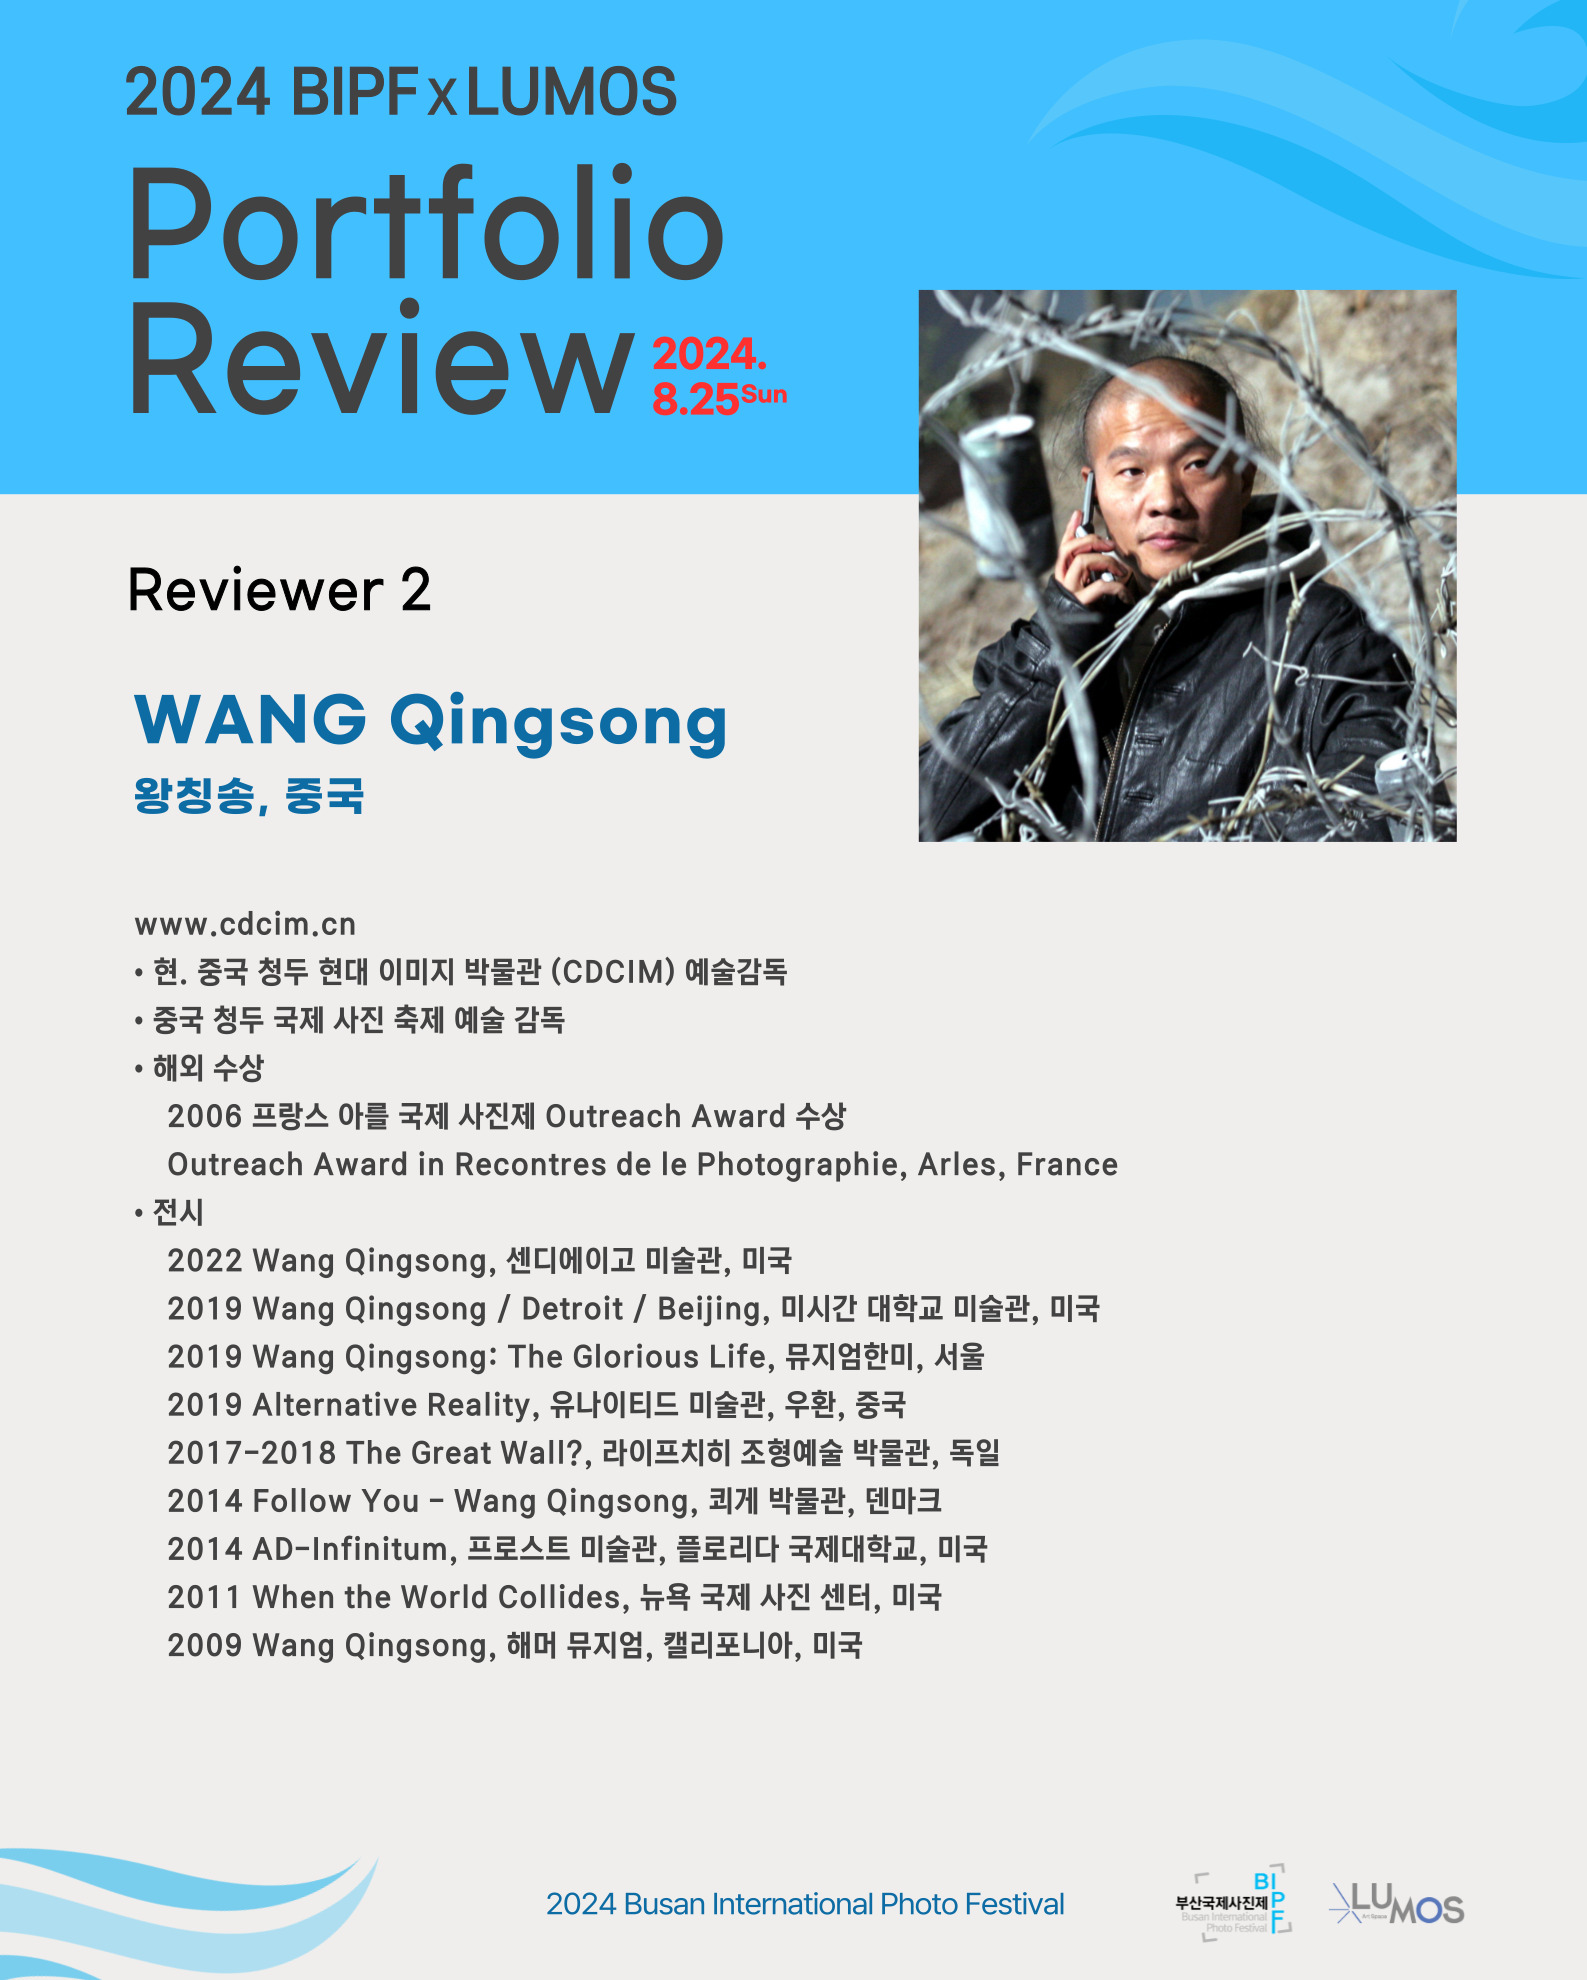 2024 BIPF x LUMOS
Portfolio
Review
2024.
8.25Sun
Reviewer 2
WANG Qingsong
왕칭송, 중국
www.cdcim.cn
• 현. 중국 청두 현대 이미지 박물관 (CDCIM) 예술감독
• 중국 청두 국제 사진 축제 예술 감독
• 해외 수상
2006 프랑스 아를 국제 사진제 Outreach Award 수상
Outreach Award in Recontres de le Photographie, Arles, France
• 전시
2022 Wang Qingsong, 센디에이고 미술관, 미국
2019 Wang Qingsong / Detroit / Beijing, 미시간 대학교 미술관, 미국
2019 Wang Qingsong: The Glorious Life, 뮤지엄한미, 서울
2019 Alternative Reality, 유나이티드 미술관, 우환, 중국
2017-2018 The Great Wall?, 라이프치히 조형예술 박물관, 독일
2014 Follow You - Wang Qingsong, 쾨게 박물관, 덴마크
2014 AD-Infinitum, 프로스트 미술관, 플로리다 국제대학교, 미국
2011 When the World Collides, 뉴욕 국제 사진 센터, 미국
2009 Wang Qingsong, 해머 뮤지엄, 캘리포니아, 미국
2024 Busan International Photo Festival
BIPF
부산국제사진제
Busan International
Photo Festival
LUMOS
Art Space